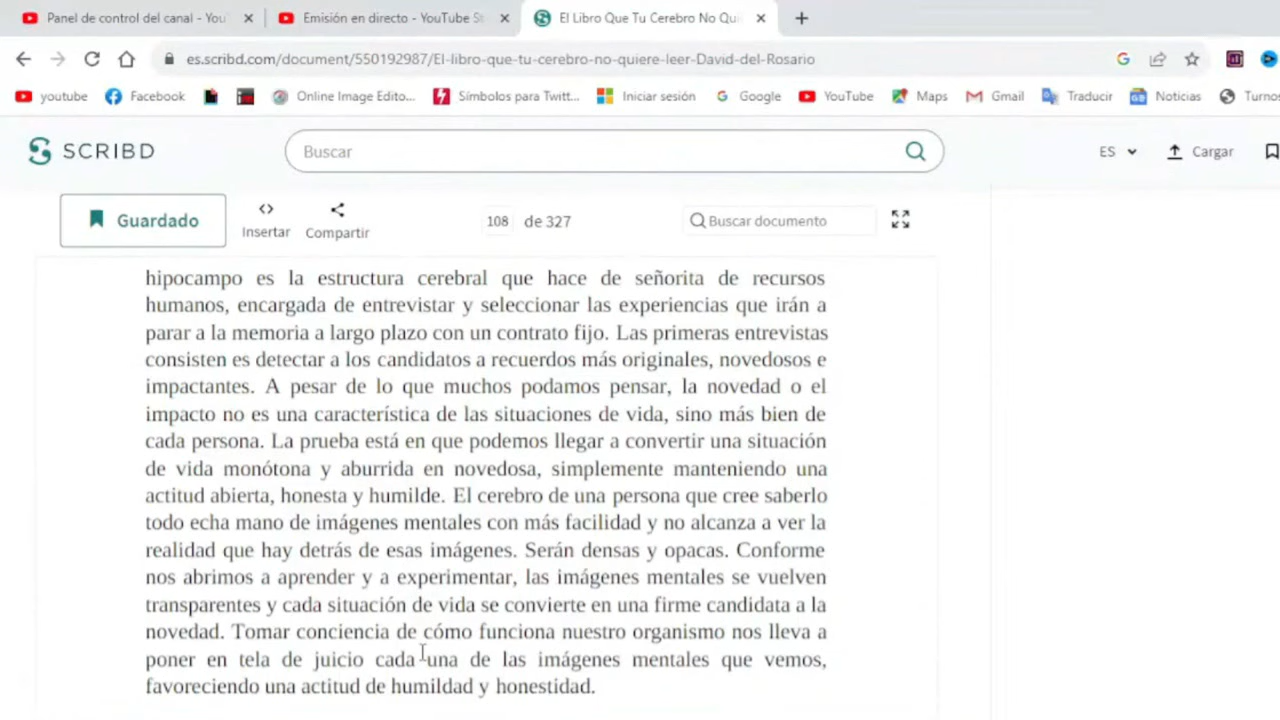 Panel de control del canal - You
Emisión en directo - YouTube St
El Libro Que Tu Cerebro No Qui
es.scribd.com/document/550192987/El-libro-que-tu-cerebro-no-quiere-leer-David-del-Rosario
youtube Facebook Online Image Edito... Símbolos para Twitt... Iniciar sesión Google YouTube Maps Gmail Traducir Noticias Turnos
SCRIBD Buscar ES Cargar
Guardado Insertar Compartir 108 de 327 Buscar documento
hipocampo es la estructura cerebral que hace de señorita de recursos
humanos, encargada de entrevistar y seleccionar las experiencias que irán a
parar a la memoria a largo plazo con un contrato fijo. Las primeras entrevistas
consisten es detectar a los candidatos a recuerdos más originales, novedosos e
impactantes. A pesar de lo que muchos podamos pensar, la novedad o el
impacto no es una característica de las situaciones de vida, sino más bien de
cada persona. La prueba está en que podemos llegar a convertir una situación
de vida monótona y aburrida en novedosa, simplemente manteniendo una
actitud abierta, honesta y humilde. El cerebro de una persona que cree saberlo
todo echa mano de imágenes mentales con más facilidad y no alcanza a ver la
realidad que hay detrás de esas imágenes. Serán densas y opacas. Conforme
nos abrimos a aprender y a experimentar, las imágenes mentales se vuelven
transparentes y cada situación de vida se convierte en una firme candidata a la
novedad. Tomar conciencia de cómo funciona nuestro organismo nos lleva a
poner en tela de juicio cada una de las imágenes mentales que vemos,
favoreciendo una actitud de humildad y honestidad.